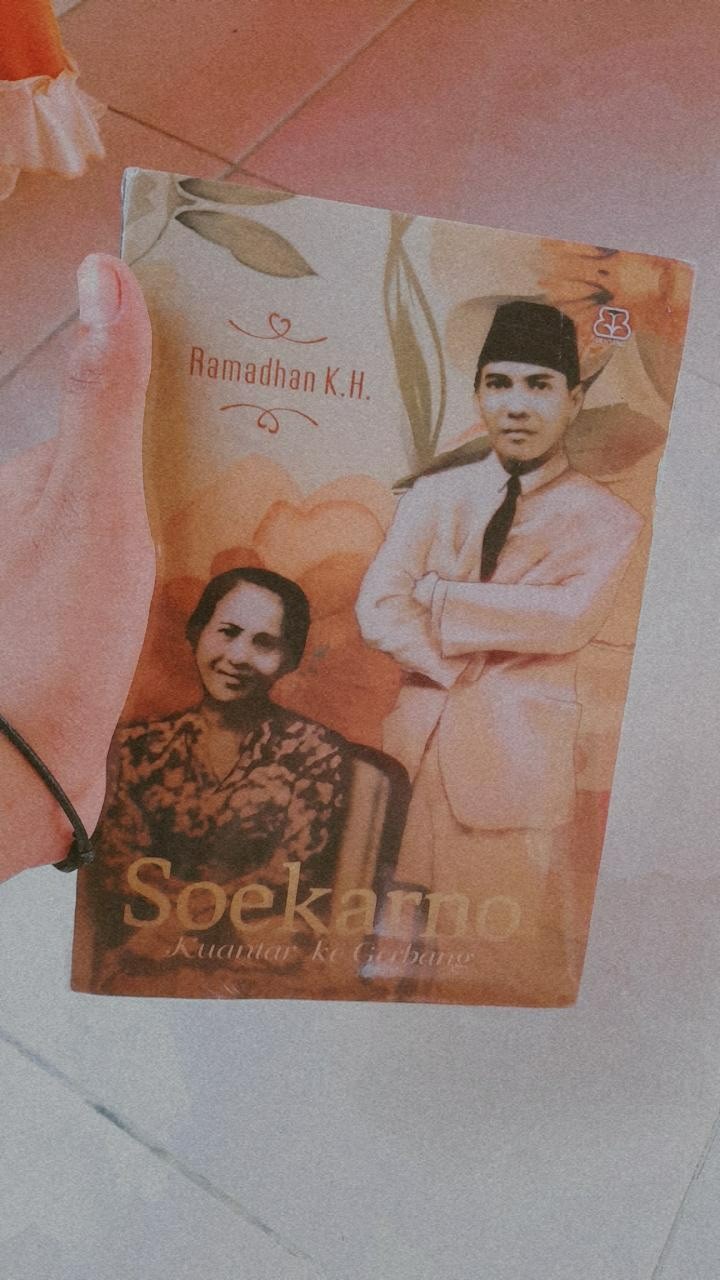 Ramadhan K.H.
Soekarno
Kuantar ke Gerbang